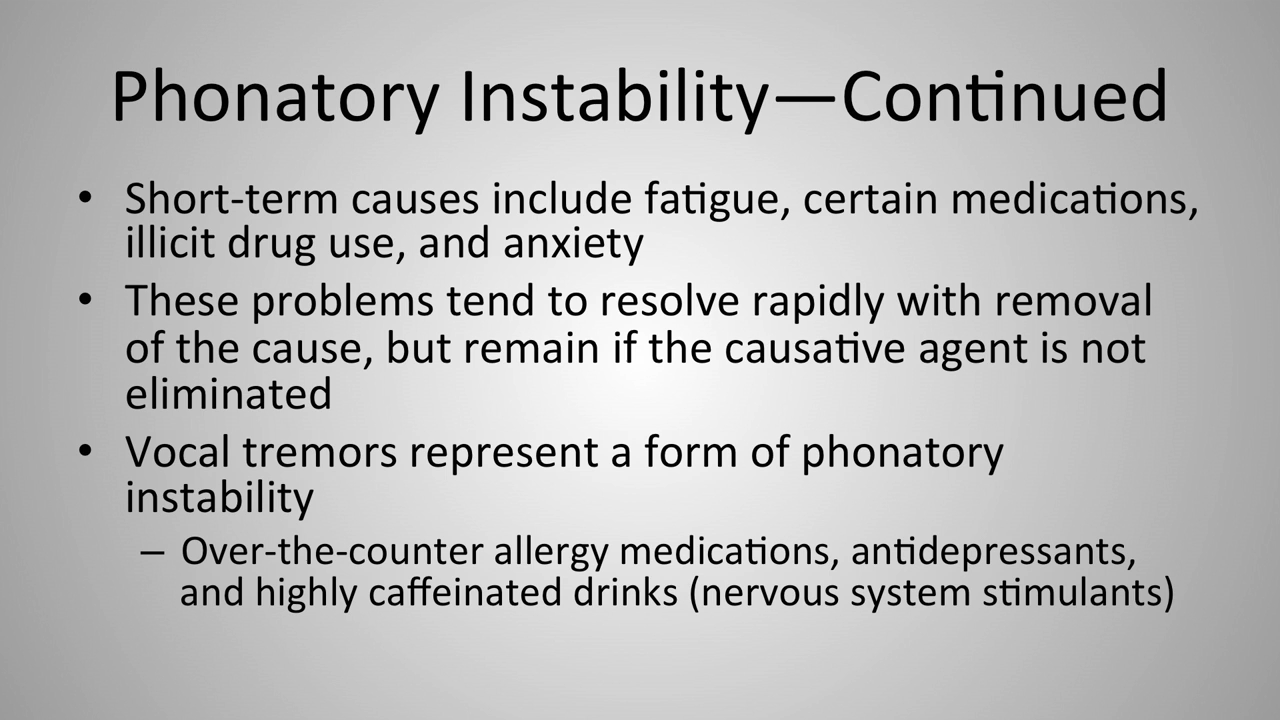 Phonatory Instability—Continued
• Short-term causes include fatigue, certain medications,
illicit drug use, and anxiety
• These problems tend to resolve rapidly with removal
of the cause, but remain if the causative agent is not
eliminated
• Vocal tremors represent a form of phonatory
instability
– Over-the-counter allergy medications, antidepressants,
and highly caffeinated drinks (nervous system stimulants)